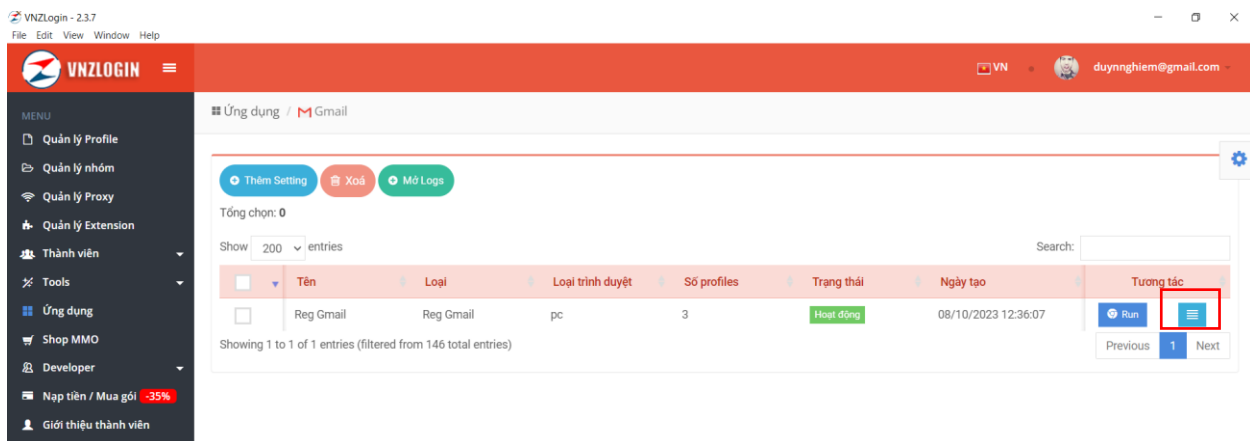 VNZLogin - 2.3.7
File Edit View Window Help
VNZLOGIN
VN
duynnghiem@gmail.com
MENU
Quản lý Profile
Quản lý nhóm
Quản lý Proxy
Quản lý Extension
Thành viên
Tools
Ứng dụng
Shop MMO
Developer
Nạp tiền / Mua gói -35%
Giới thiệu thành viên
Ứng dụng / Gmail
Thêm Setting Xoá Mở Logs
Tổng chọn: 0
Show 200 entries
Search:
Tên Loại Loại trình duyệt Số profiles Trạng thái Ngày tạo Tương tác
Reg Gmail Reg Gmail pc 3 Hoạt động 08/10/2023 12:36:07 Run
Showing 1 to 1 of 1 entries (filtered from 146 total entries)
Previous 1 Next